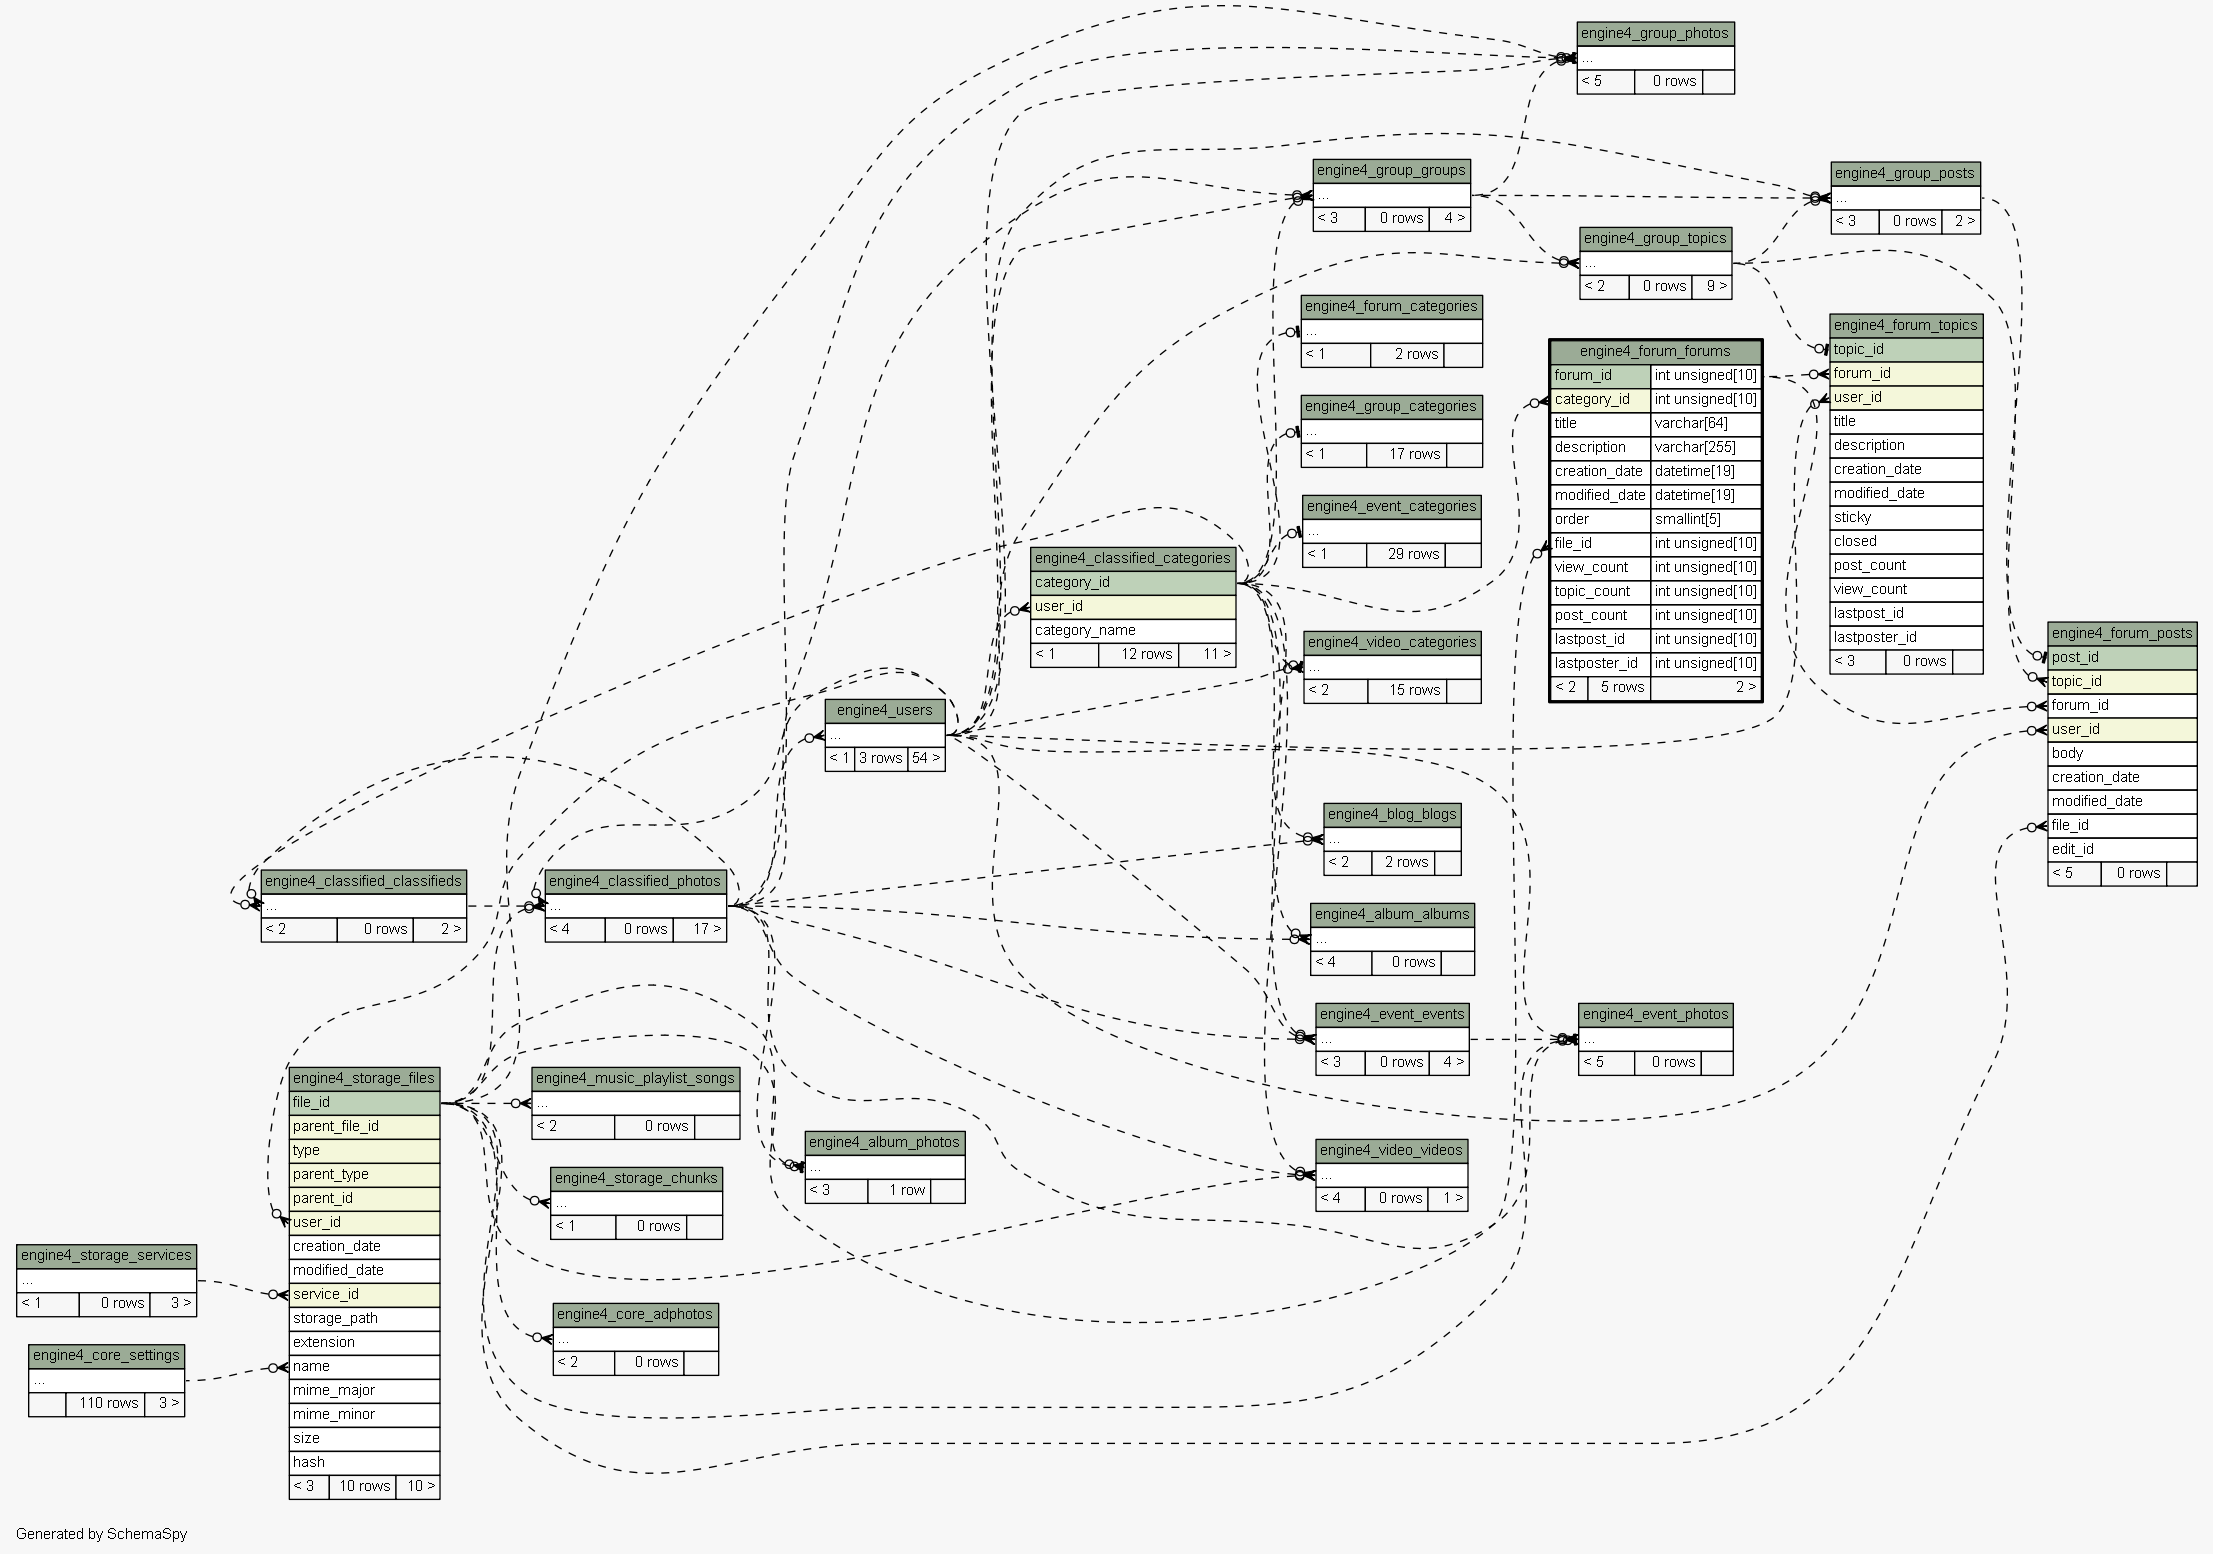 engine4_group_photos
...
< 5 0 rows
engine4_group_groups
...
< 3 0 rows 4 >
engine4_group_posts
...
< 3 0 rows 2 >
engine4_group_topics
...
< 2 0 rows 9 >
engine4_forum_categories
...
< 1 2 rows
engine4_forum_topics
topic_id
forum_id
user_id
title
description
creation_date
modified_date
sticky
closed
post_count
view_count
lastpost_id
lastposter_id
< 3 0 rows
engine4_forum_forums
forum_id int unsigned[10]
category_id int unsigned[10]
title varchar[64]
description varchar[255]
creation_date datetime[19]
modified_date datetime[19]
order smallint[5]
file_id int unsigned[10]
view_count int unsigned[10]
topic_count int unsigned[10]
post_count int unsigned[10]
lastpost_id int unsigned[10]
lastposter_id int unsigned[10]
< 2 5 rows 2 >
engine4_group_categories
...
< 1 17 rows
engine4_event_categories
...
< 1 29 rows
engine4_classified_categories
category_id
user_id
category_name
< 1 12 rows 11 >
engine4_video_categories
...
< 2 15 rows
engine4_forum_posts
post_id
topic_id
forum_id
user_id
body
creation_date
modified_date
file_id
edit_id
< 5 0 rows
engine4_users
...
< 1 3 rows 54 >
engine4_blog_blogs
...
< 2 2 rows
engine4_classified_classifieds
...
< 2 0 rows 2 >
engine4_classified_photos
...
< 4 0 rows 17 >
engine4_album_albums
...
< 4 0 rows
engine4_event_events
...
< 3 0 rows 4 >
engine4_event_photos
...
< 5 0 rows
engine4_storage_files
file_id
parent_file_id
type
parent_type
parent_id
user_id
creation_date
modified_date
service_id
storage_path
extension
name
mime_major
mime_minor
size
hash
< 3 10 rows 10 >
engine4_music_playlist_songs
...
< 2 0 rows
engine4_album_photos
...
< 3 1 row
engine4_video_videos
...
< 4 0 rows 1 >
engine4_storage_chunks
...
< 1 0 rows
engine4_storage_services
...
< 1 0 rows 3 >
engine4_core_adphotos
...
< 2 0 rows
engine4_core_settings
...
110 rows 3 >
Generated by SchemaSpy